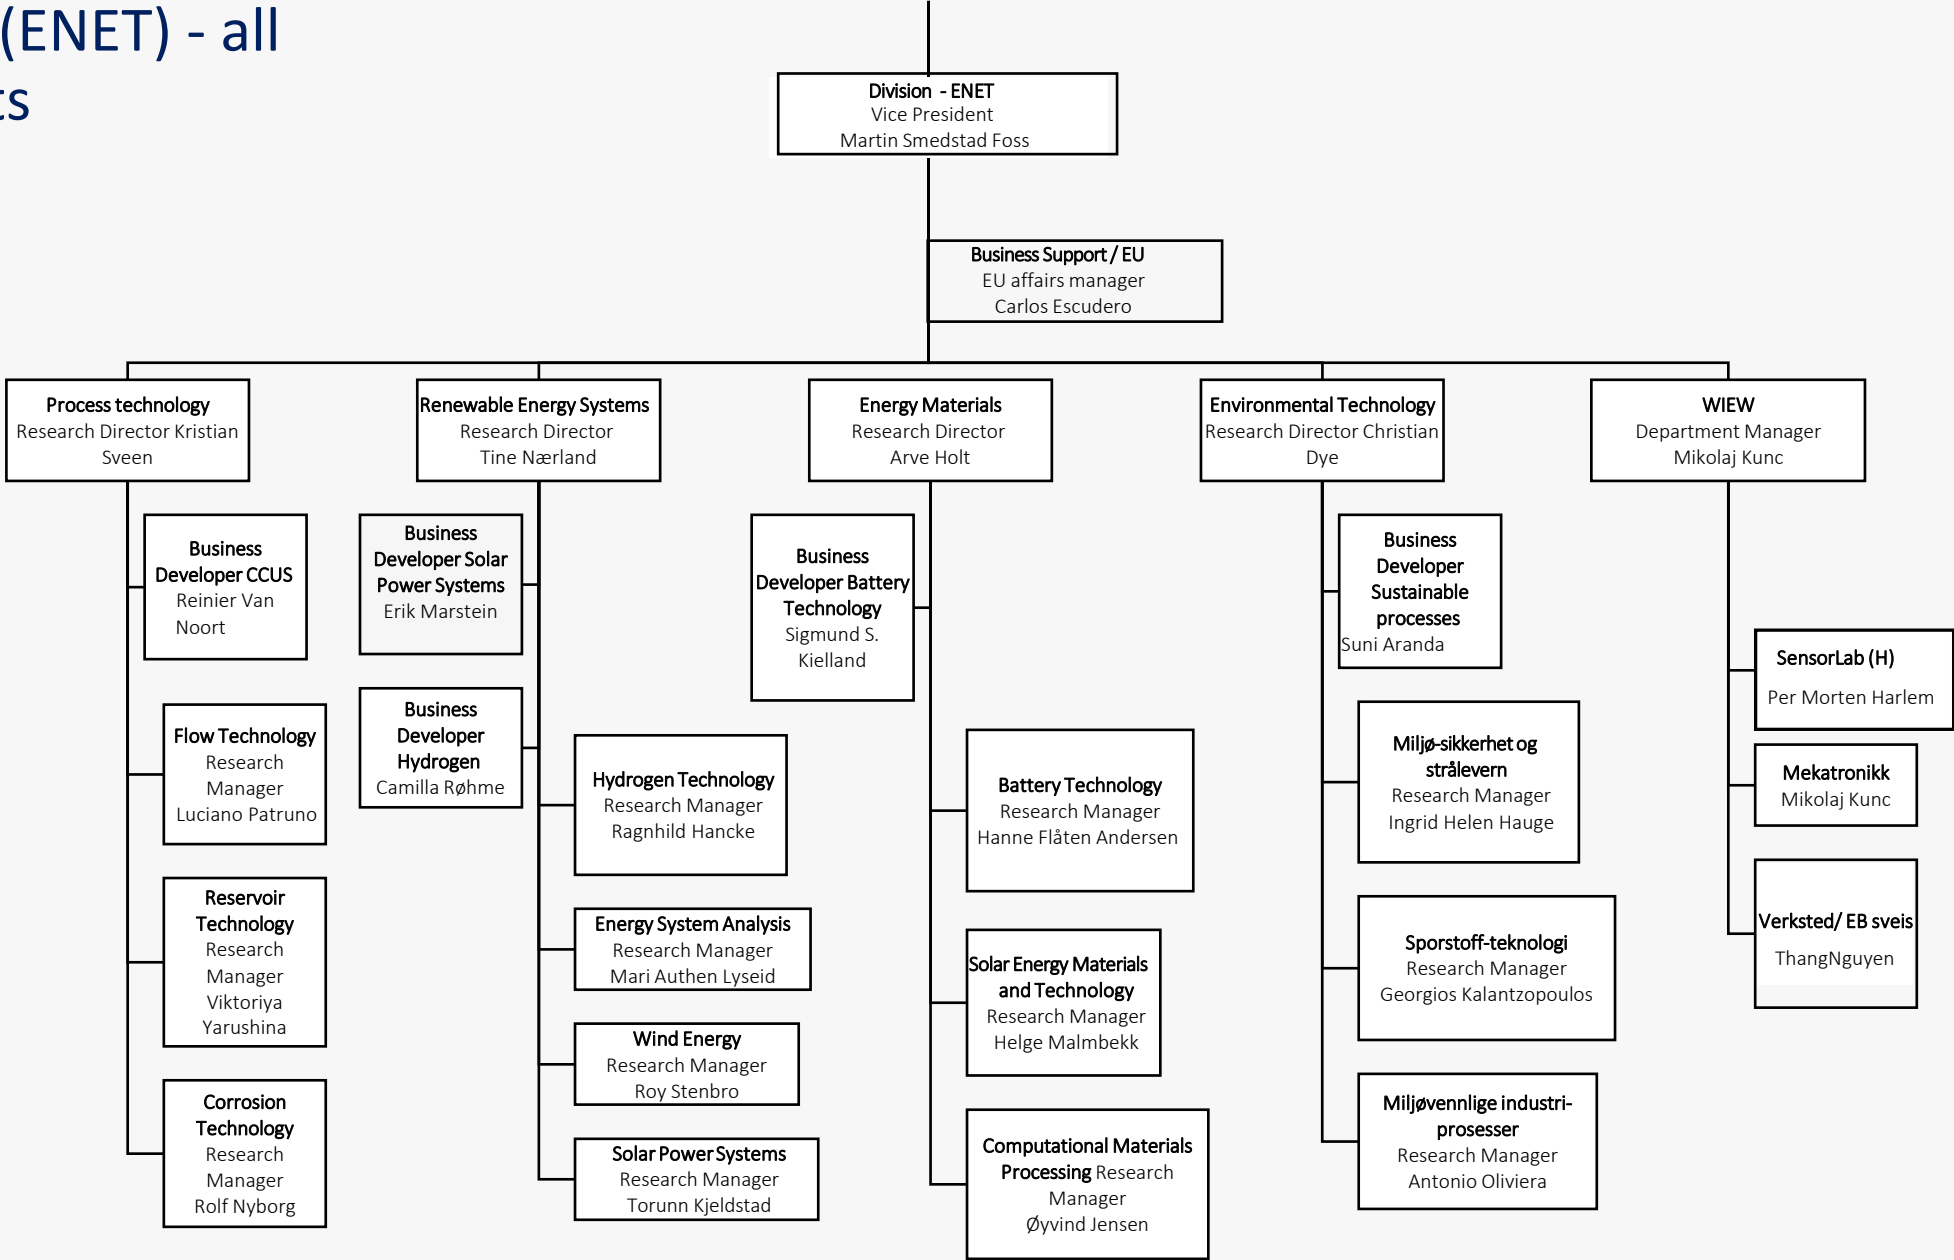 (ENET) - all
ts
Division - ENET
Vice President
Martin Smedstad Foss
Business Support / EU
EU affairs manager
Carlos Escudero
Process technology
Research Director Kristian
Sveen
Renewable Energy Systems
Research Director
Tine Nærland
Energy Materials
Research Director
Arve Holt
Environmental Technology
Research Director Christian
Dye
WIEW
Department Manager
Mikolaj Kunc
Business
Developer CCUS
Reinier Van
Noort
Flow Technology
Research
Manager
Luciano Patruno
Reservoir
Technology
Research
Manager
Viktoriya
Yarushina
Corrosion
Technology
Research
Manager
Rolf Nyborg
Business
Developer Solar
Power Systems
Erik Marstein
Business
Developer
Hydrogen
Camilla Røhme
Hydrogen Technology
Research Manager
Ragnhild Hancke
Energy System Analysis
Research Manager
Mari Authen Lyseid
Wind Energy
Research Manager
Roy Stenbro
Solar Power Systems
Research Manager
Torunn Kjeldstad
Business
Developer Battery
Technology
Sigmund S.
Kielland
Battery Technology
Research Manager
Hanne Flåten Andersen
Solar Energy Materials
and Technology
Research Manager
Helge Malmbekk
Computational Materials
Processing Research
Manager
Øyvind Jensen
Business
Developer
Sustainable
processes
Suni Aranda
Miljø-sikkerhet og
strålevern
Research Manager
Ingrid Helen Hauge
Sporstoff-teknologi
Research Manager
Georgios Kalantzopoulos
Miljøvennlige industri-
prosesser
Research Manager
Antonio Oliviera
SensorLab (H)
Per Morten Harlem
Mekatronikk
Mikolaj Kunc
Verksted/ EB sveis
ThangNguyen